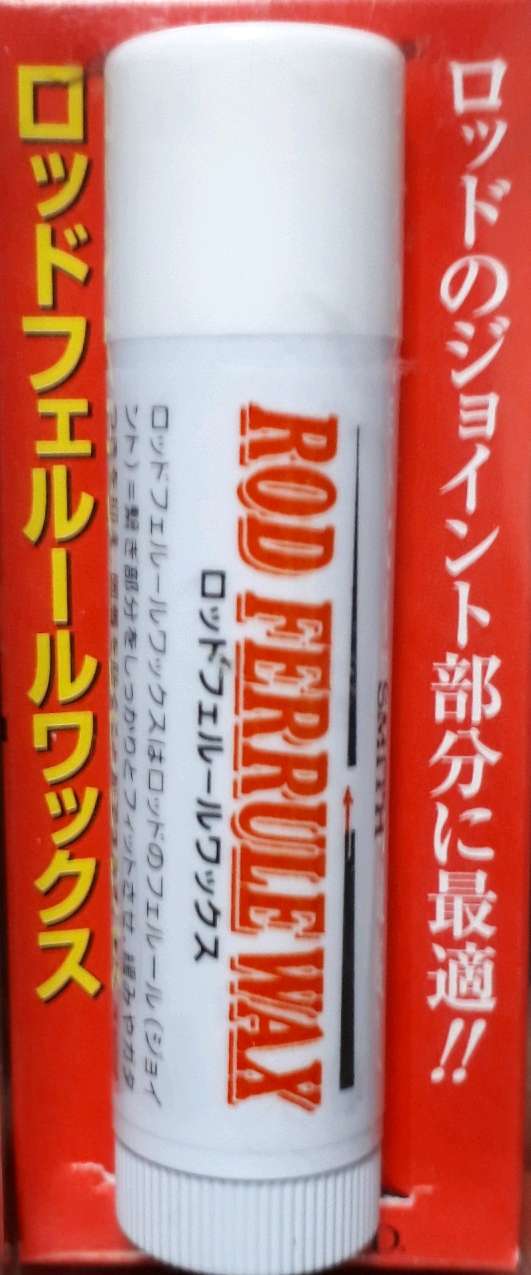 ロッドのジョイント部分に最適!!
ロッドフェルールワックス
SMITH
ROD FERRULE WAX
ロッドフェルールワックス
ロッドフェルールワックスはロッドのフェルール(ジョイ
ント)=繋ぎ部分をしっかりとフィットさせ、緩みやガタ
D.